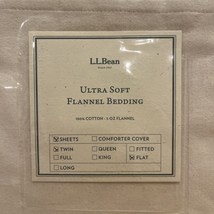 L.L.Bean
ULTRA SOFT
FLANNEL BEDDING
100% COTTON - 5 OZ FLANNEL
SHEETS COMFORTER COVER
TWIN QUEEN FITTED
FULL KING FLAT
LONG